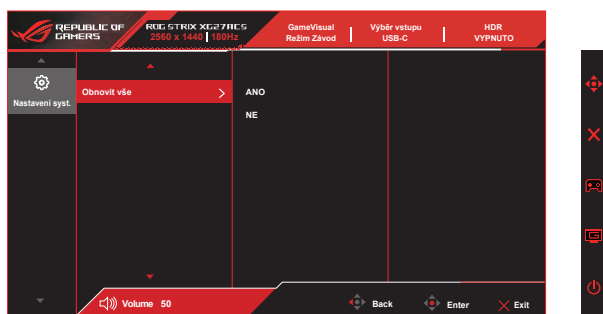 REPUBLIC OF
GAMERS
ROG STRIX XG27ACS
2560 x 1440 180Hz
GameVisual
Režim Závod
Výběr vstupu
USB-C
HDR
VYPNUTO
Nastavení syst.
Obnovit vše
ANO
NE
Volume 50
Back
Enter
Exit